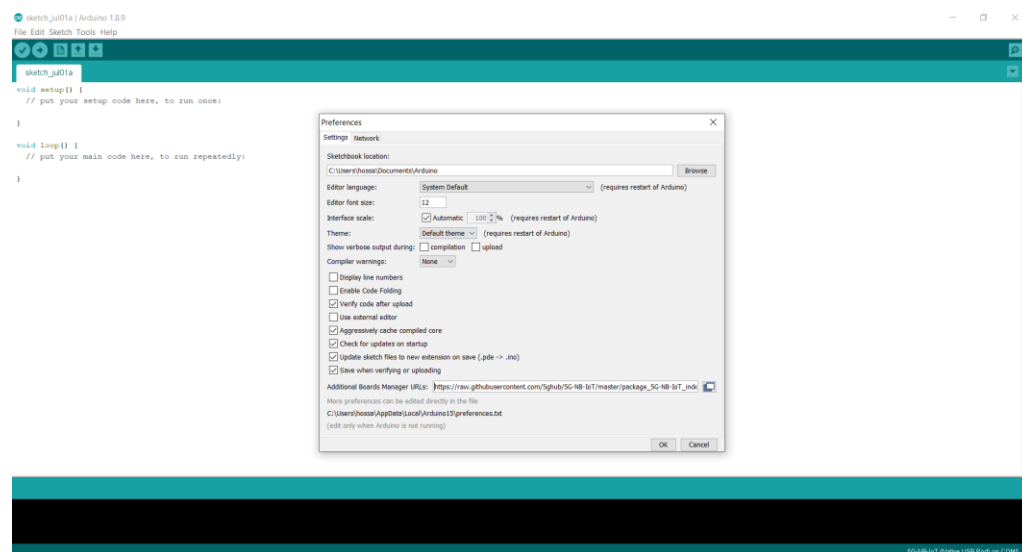 sketch_jul01a | Arduino 1.8.9
File Edit Sketch Tools Help
sketch_jul01a
void setup() {
// put your setup code here, to run once:
}
void loop() {
// put your main code here, to run repeatedly:
}
Preferences
Settings Network
Sketchbook location:
C:\Users\hossa\Documents\Arduino Browse
Editor language: System Default (requires restart of Arduino)
Editor font size: 12
Interface scale: Automatic 100 % (requires restart of Arduino)
Theme: Default theme (requires restart of Arduino)
Show verbose output during: compilation upload
Compiler warnings: None
Display line numbers
Enable Code Folding
Verify code after upload
Use external editor
Aggressively cache compiled core
Check for updates on startup
Update sketch files to new extension on save (.pde -> .ino)
Save when verifying or uploading
Additional Boards Manager URLs: https://raw.githubusercontent.com/5ghub/5G-NB-IoT/master/package_5G-NB-IoT_inde
More preferences can be edited directly in the file
C:\Users\hossa\AppData\Local\Arduino15\preferences.txt
(edit only when Arduino is not running)
OK Cancel